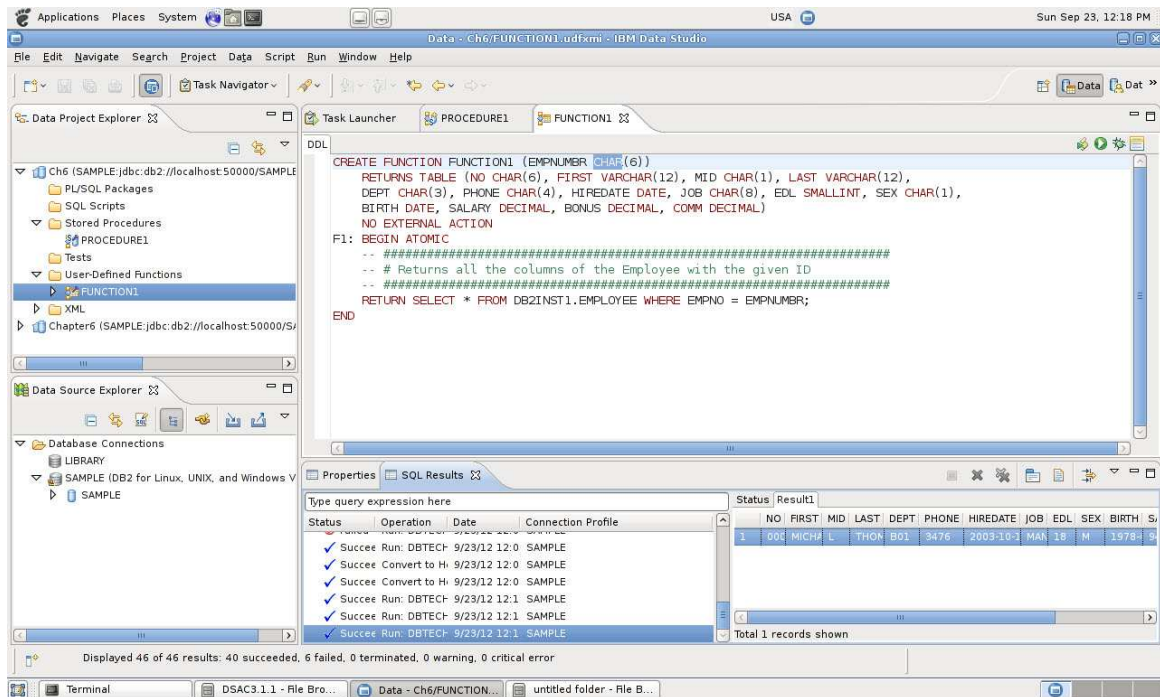 Applications Places System
USA
Sun Sep 23, 12:18 PM
Data - Ch6/FUNCTION1.udfxmi - IBM Data Studio
File Edit Navigate Search Project Data Script Run Window Help
Task Navigator
Data
Dat »
Data Project Explorer
Ch6 (SAMPLE:jdbc:db2://localhost:50000/SAMPLE
PL/SQL Packages
SQL Scripts
Stored Procedures
PROCEDURE1
Tests
User-Defined Functions
FUNCTION1
XML
Chapter6 (SAMPLE:jdbc:db2://localhost:50000/SA
Data Source Explorer
Database Connections
LIBRARY
SAMPLE (DB2 for Linux, UNIX, and Windows V
SAMPLE
Task Launcher PROCEDURE1 FUNCTION1
DDL
CREATE FUNCTION FUNCTION1 (EMPNUMBR CHAR(6))
RETURNS TABLE (NO CHAR(6), FIRST VARCHAR(12), MID CHAR(1), LAST VARCHAR(12),
DEPT CHAR(3), PHONE CHAR(4), HIREDATE DATE, JOB CHAR(8), EDL SMALLINT, SEX CHAR(1),
BIRTH DATE, SALARY DECIMAL, BONUS DECIMAL, COMM DECIMAL)
NO EXTERNAL ACTION
F1: BEGIN ATOMIC
-- #######################################################################
-- # Returns all the columns of the Employee with the given ID
-- #######################################################################
RETURN SELECT * FROM DB2INST1.EMPLOYEE WHERE EMPNO = EMPNUMBR;
END
Properties SQL Results
Type query expression here
Status Operation Date Connection Profile
Succee Run: DBTECH 9/23/12 12:0 SAMPLE
Succee Convert to H 9/23/12 12:0 SAMPLE
Succee Convert to H 9/23/12 12:0 SAMPLE
Succee Run: DBTECH 9/23/12 12:1 SAMPLE
Succee Run: DBTECH 9/23/12 12:1 SAMPLE
Succee Run: DBTECH 9/23/12 12:1 SAMPLE
Status Result1
NO FIRST MID LAST DEPT PHONE HIREDATE JOB EDL SEX BIRTH
1 MICH L THOM B01 3476 2003-10-1 MAN 18 M 1978-
Total 1 records shown
Displayed 46 of 46 results: 40 succeeded, 6 failed, 0 terminated, 0 warning, 0 critical error
Terminal
DSAC3.1.1 - File Bro...
Data - Ch6/FUNCTION...
untitled folder - File B...